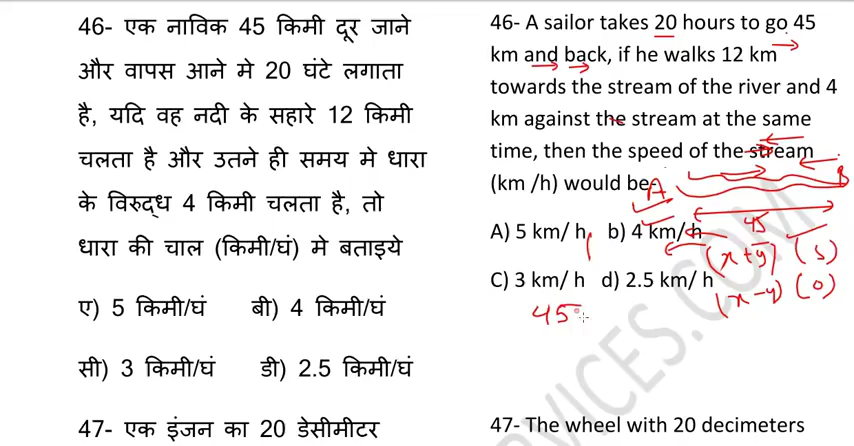 46- एक नाविक 45 किमी दूर जाने
और वापस आने मे 20 घंटे लगाता
है, यदि वह नदी के सहारे 12 किमी
चलता है और उतने ही समय मे धारा
के विरुद्ध 4 किमी चलता है, तो
धारा की चाल (किमी/घं) मे बताइये
ए) 5 किमी/घं बी) 4 किमी/घं
सी) 3 किमी/घं डी) 2.5 किमी/घं
47- एक इंजन का 20 डेसीमीटर
46- A sailor takes 20 hours to go 45
km and back, if he walks 12 km
towards the stream of the river and 4
km against the stream at the same
time, then the speed of the stream
(km /h) would be-
A B
A) 5 km/ h b) 4 km/ h
45
(x+y) (S)
C) 3 km/ h d) 2.5 km/ h
(x-y) (O)
45
47- The wheel with 20 decimeters
SERVICES.COM